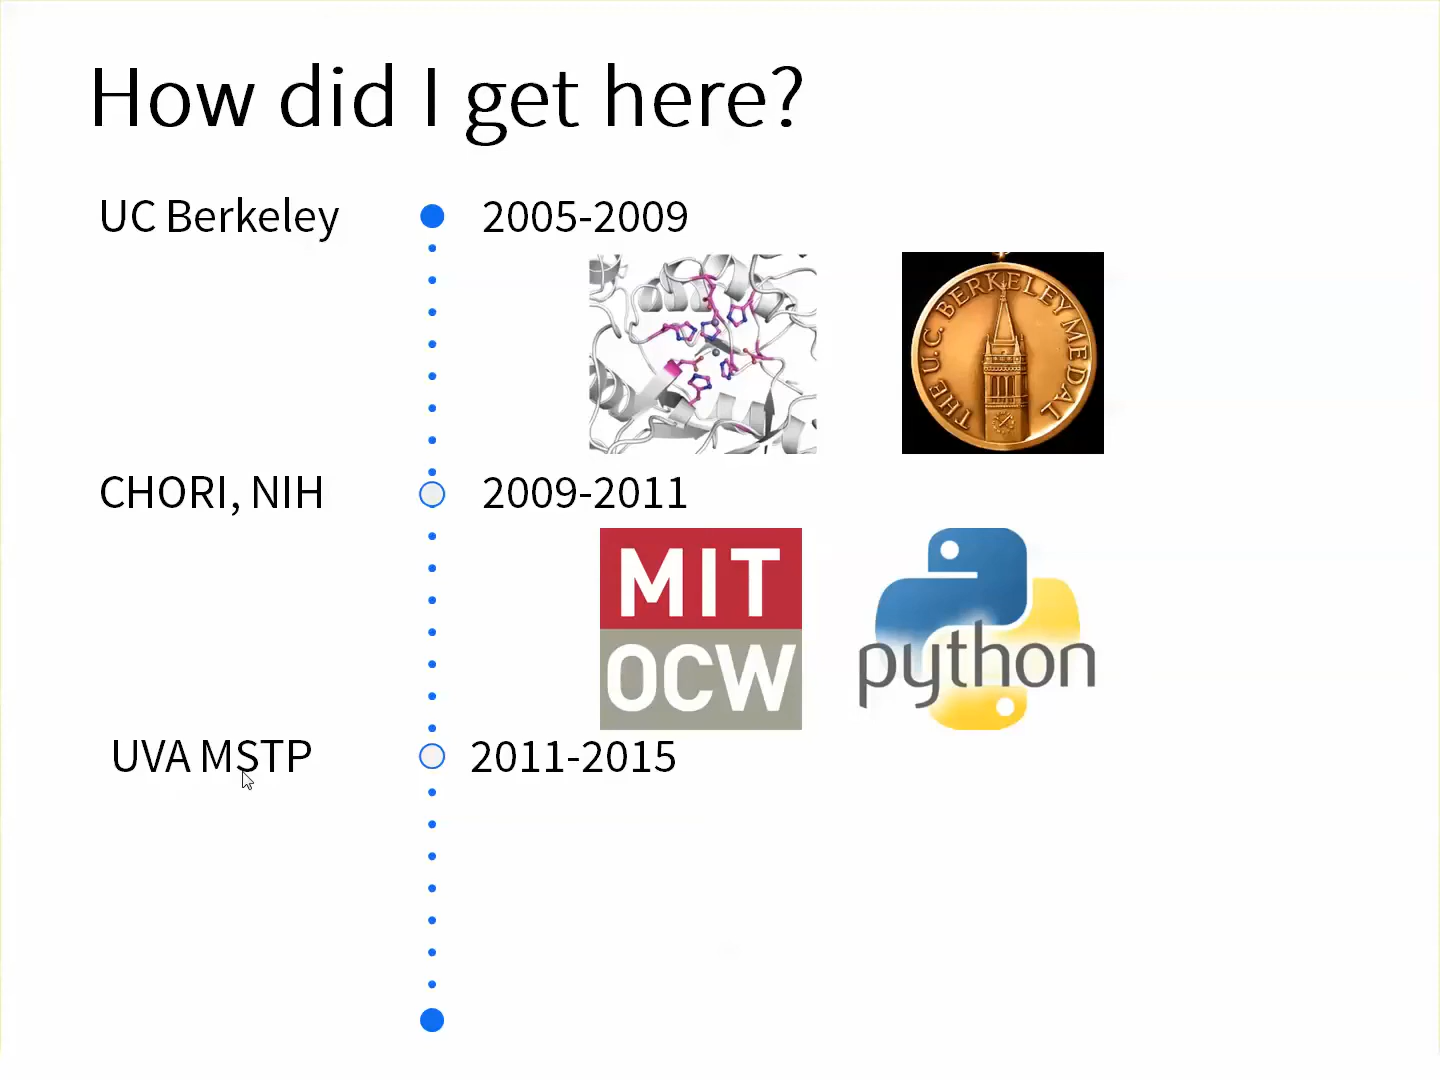 How did I get here?
UC Berkeley
2005-2009
THE U.C. BERKELEY MEDAL
CHORI, NIH
2009-2011
MIT
OCW
python
UVA MSTP
2011-2015